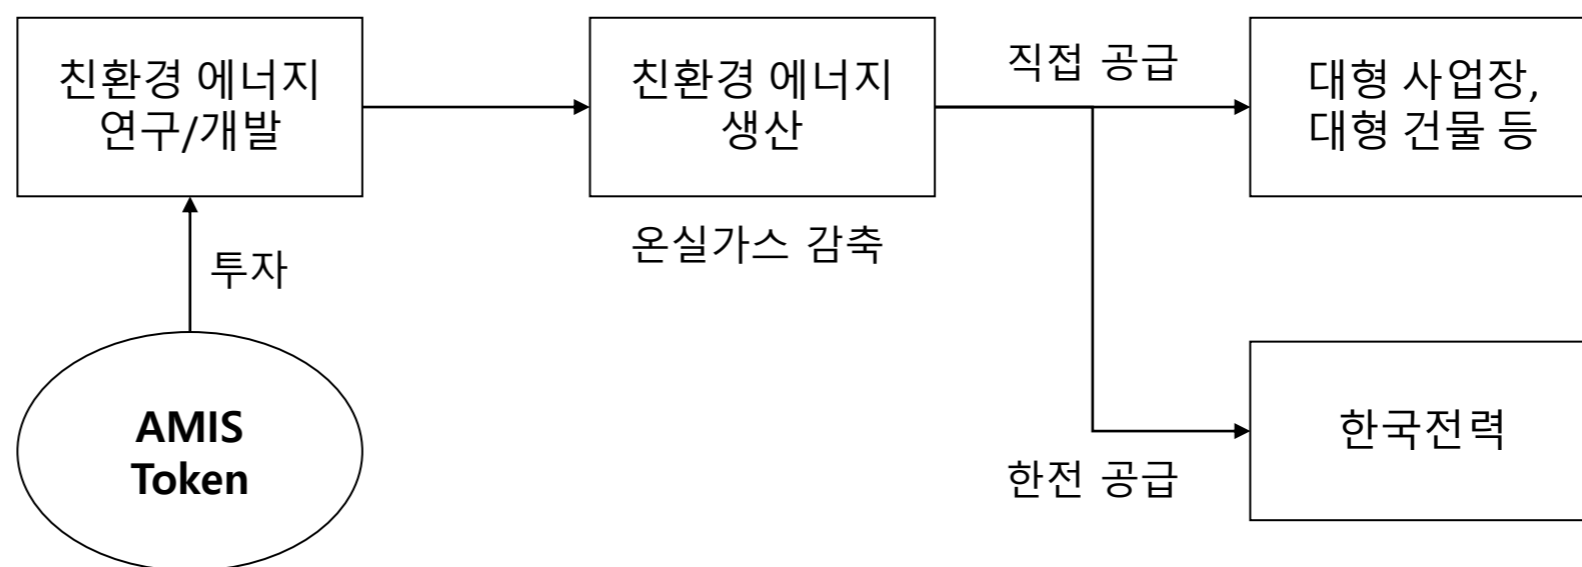 친환경 에너지
연구/개발
친환경 에너지
생산
직접 공급
대형 사업장,
대형 건물 등
온실가스 감축
투자
AMIS
Token
한국전력
한전 공급